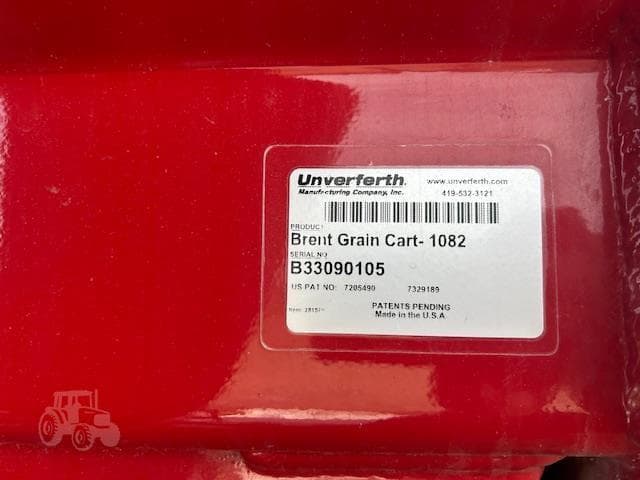 Unverferth www.unverferth.com
Manufacturing Company, Inc. 419-532-3121
PRODUCT
Brent Grain Cart- 1082
SERIAL NO
B33090105
US PAT NO: 7205490 7329189
PATENTS PENDING
Made in the U.S.A